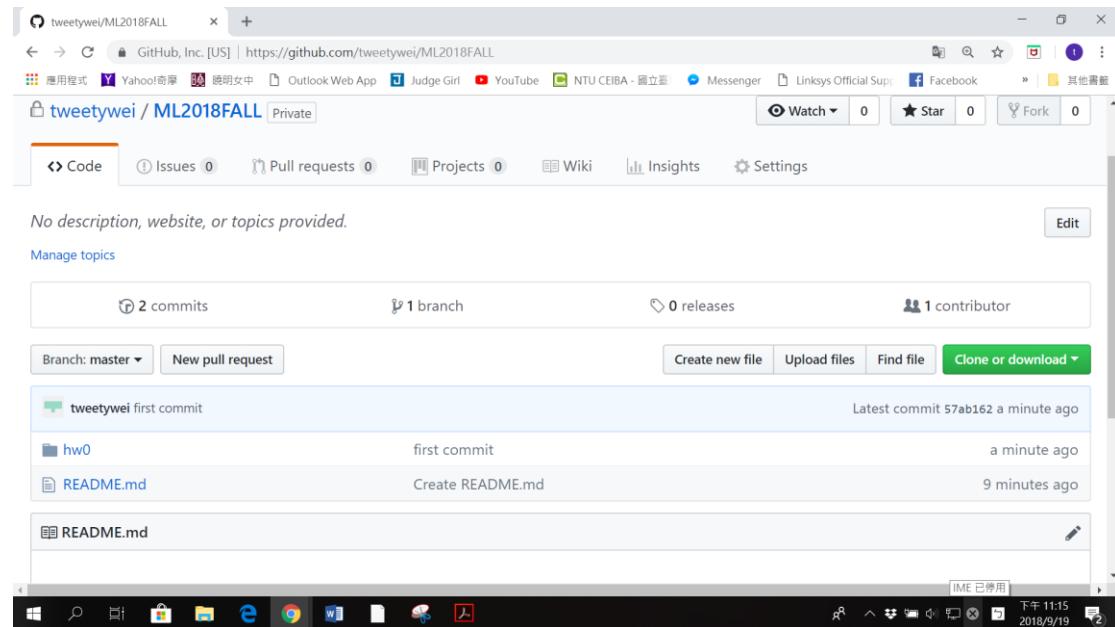 tweetywei/ML2018FALL
GitHub, Inc. [US] | https://github.com/tweetywei/ML2018FALL
應用程式 Yahoo!奇摩 曉明女中 Outlook Web App Judge Girl YouTube NTU CEIBA - 國立臺 Messenger Linksys Official Sup Facebook » 其他書籤
tweetywei / ML2018FALL Private Watch 0 Star 0 Fork 0
Code Issues 0 Pull requests 0 Projects 0 Wiki Insights Settings
No description, website, or topics provided. Edit
Manage topics
2 commits 1 branch 0 releases 1 contributor
Branch: master New pull request Create new file Upload files Find file Clone or download
tweetywei first commit Latest commit 57ab162 a minute ago
hw0 first commit a minute ago
README.md Create README.md 9 minutes ago
README.md
IME 已停用
下午 11:15
2018/9/19
2